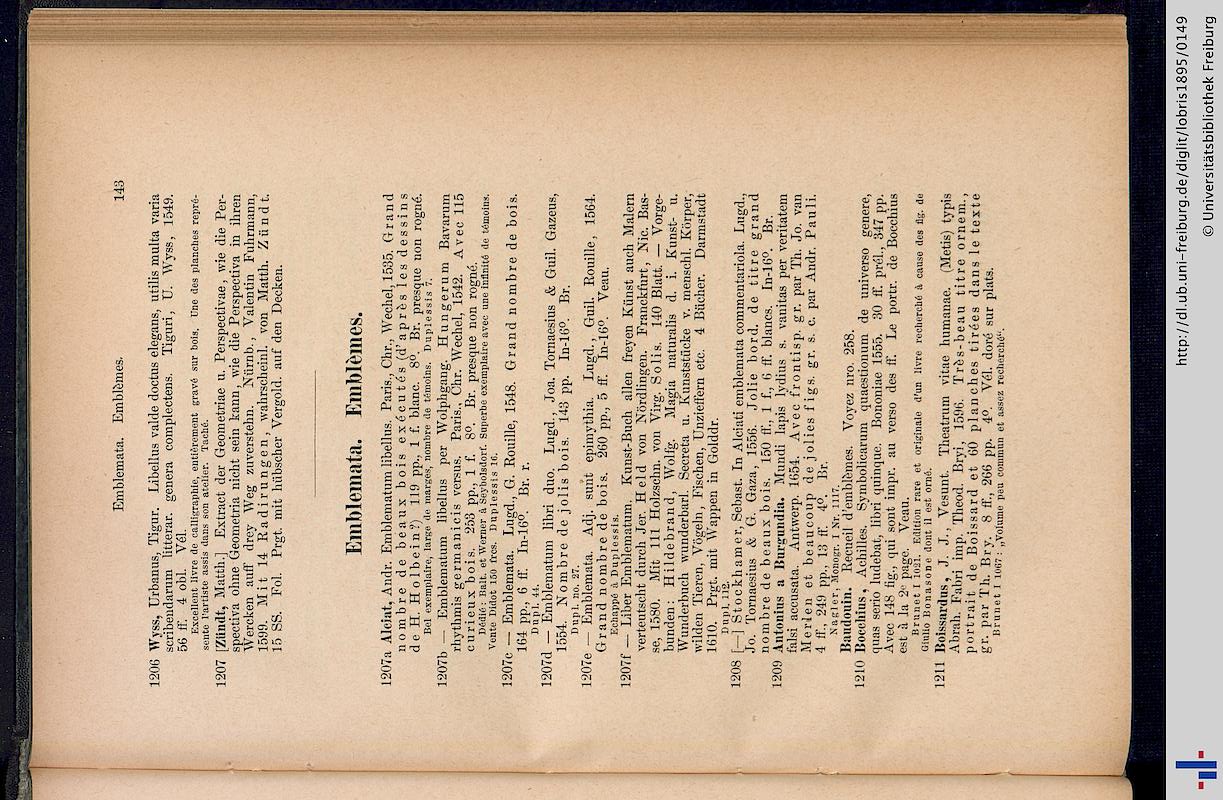 Emblemata. Emblèmes. 143
1206 Wyss, Urbanus, Tigur. Libellus valde doctus elegans, utilis multa varia
scribendarum litterar. genera complectens. Tiguri, U. Wyss, 1549.
56 ff. 4 obl. Vél.
Excellent livre de calligraphie, entièrement gravé sur bois. Une des planches repré-
sente l'artiste assis dans son atelier. Taché.
1207 [Zündt, Matth.] Extract der Geometriae u. Perspectivae, wie die Per-
spectiva ohne Geometria nicht sein kann, wie die Perspectiva in ihren
Wercken auff drey Weg zuverstehn. Nürnb., Valentin Fuhrmann,
1599. Mit 14 Radirungen, wahrscheinl. von Matth. Zündt.
15 SS. Fol. Prgt. mit hübscher Vergold. auf den Decken.
Emblemata. Emblèmes.
1207a Alciat, Andr. Emblematum libellus. Paris., Chr., Wechel, 1535. Grand
nombre de beaux bois exécutés (d'après les dessins
de H. Holbein?) 119 pp., 1 f. blanc. 8º. Br. presque non rogné.
Bel exemplaire, large de marges, nombre de témoins. Duplessis 7.
1207b — Emblematum libellus per Wolphgang. Hungerum Bavarum
rhythmis germanicis versus. Paris., Chr. Wechel, 1542. Avec 115
curieux bois. 253 pp., 1 f. 8º. Br. presque non rogné.
Dédié: Balt. et Werner à Seyboldsdorf. Superbe exemplaire avec une infinité de témoins.
Vente Didot 150 frcs. Duplessis 16.
1207c — Emblemata. Lugd., G. Rouille, 1548. Grand nombre de bois.
164 pp., 6 ff. In-16º. Br. r.
Dupl. 44.
1207d — Emblematum libri duo. Lugd., Joa. Tornaesius & Guil. Gazeus,
1554. Nombre de jolis bois. 143 pp. In-16º. Br.
Dupl. no. 27.
1207e — Emblemata. Adj. sunt epimythia. Lugd., Guil. Rouille, 1564.
Grand nombre de bois. 260 pp., 5 ff. In-16º. Veau.
Echappé à Duplessis.
1207f — Liber Emblematum. Kunst-Buch allen freyen Künst auch Malern
verteutscht durch Jer. Held von Nördlingen. Franckfurt, Nic. Bas-
se, 1580. Mit 111 Holzschn. von Virg. Solis. 140 Blatt. — Vorge-
bunden: Hildebrand, Wolfg. Magia naturalis d. i. Kunst- u.
Wunderbuch wunderbarl. Secreta u. Kunststücke v. menschl. Körper,
wilden Tieren, Vögeln, Fischen, Unzieffern etc. 4 Bücher. Darmstadt
1610. Prgt. mit Wappen in Golddr.
Dupl. 112.
1208 [—] Stockhamer, Sebast. In Alciati emblemata commentariola. Lugd.,
Jo. Tornaesius & G. Gaza, 1556. Jolie bord. de titre grand
nombre de beaux bois. 150 ff., 1 f., 6 ff. blancs. In-16º. Br.
1209 Antonius a Burgundia. Mundi lapis lydius s. vanitas per veritatem
falsi accusata. Antwerp. 1654. Avec frontisp. gr. par Th. Jo. van
Merlen et beaucoup de jolies figs. gr. s. c. par Andr. Pauli.
4 ff., 249 pp., 13 ff. 4º. Br.
Nagler, Monogr. I Nr. 1117.
Baudouin. Recueil d'emblèmes. Voyez nro. 258.
1210 Bocchius, Achilles. Symbolicarum quaestionum de universo genere,
quas serio ludebat, libri quinque. Bononiae 1555. 30 ff. prél., 347 pp.
Avec 148 fig., qui sont impr. au verso des ff. Le portr. de Bocchius
est à la 2e page. Veau.
Brunet I 1021. Edition rare et originale d'un livre recherché à cause des fig. de
Giulio Bonasone dont il est orné.
1211 Boissardus, J. J., Vesunt. Theatrum vitae humanae. (Metis) typis
Abrah. Fabri imp. Theod. Bryi, 1596. Très-beau titre ornem.,
portrait de Boissard et 60 planches tirées dans le texte
gr. par Th. Bry. 8 ff., 266 pp. 4º. Vél. doré sur plats.
Brunet I 1067: „Volume peu commun et assez recherché“.
http://dl.ub.uni-freiburg.de/diglit/lobris1895/0149
© Universitätsbibliothek Freiburg